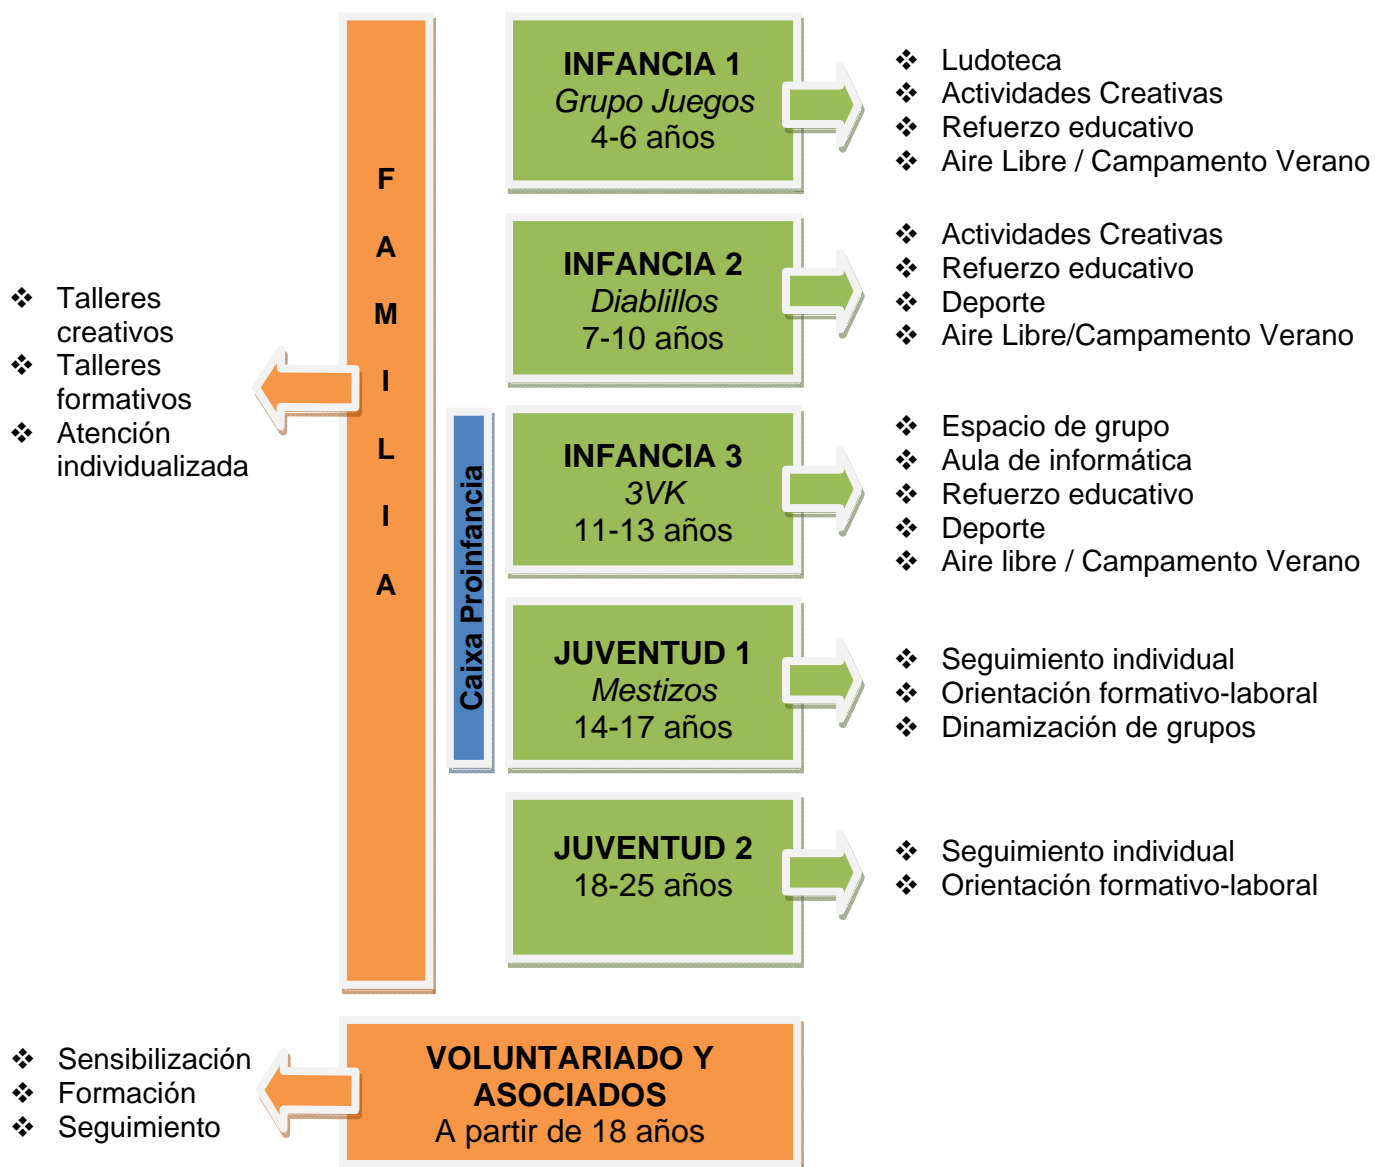 ❖ Talleres
creativos
❖ Talleres
formativos
❖ Atención
individualizada
F
A
M
I
L
I
A
Caixa Proinfancia
INFANCIA 1
Grupo Juegos
4-6 años
❖ Ludoteca
❖ Actividades Creativas
❖ Refuerzo educativo
❖ Aire Libre / Campamento Verano
INFANCIA 2
Diablillos
7-10 años
❖ Actividades Creativas
❖ Refuerzo educativo
❖ Deporte
❖ Aire Libre/Campamento Verano
INFANCIA 3
3VK
11-13 años
❖ Espacio de grupo
❖ Aula de informática
❖ Refuerzo educativo
❖ Deporte
❖ Aire libre / Campamento Verano
JUVENTUD 1
Mestizos
14-17 años
❖ Seguimiento individual
❖ Orientación formativo-laboral
❖ Dinamización de grupos
JUVENTUD 2
18-25 años
❖ Seguimiento individual
❖ Orientación formativo-laboral
❖ Sensibilización
❖ Formación
❖ Seguimiento
VOLUNTARIADO Y
ASOCIADOS
A partir de 18 años